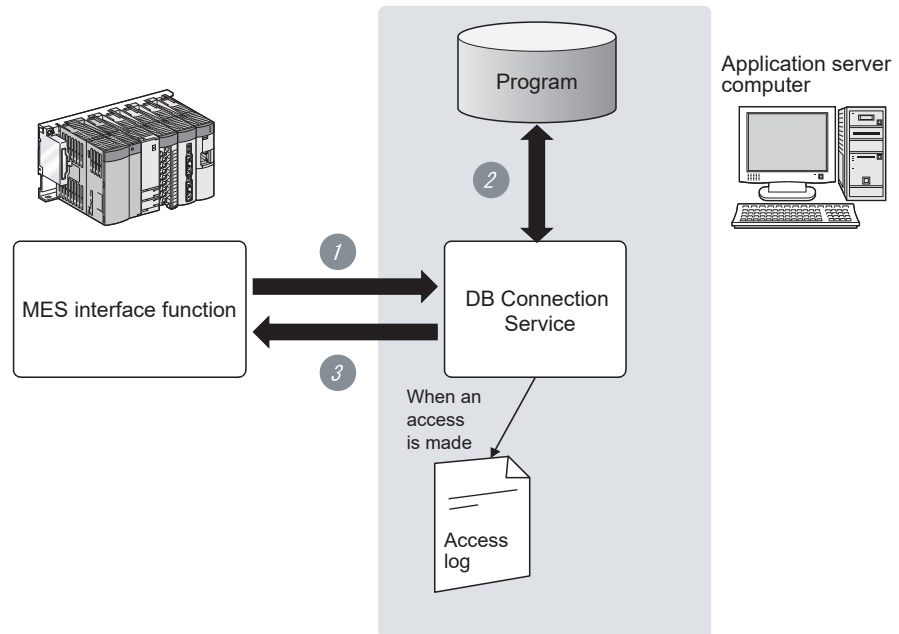 Program
Application server
computer
2
1
MES interface function
DB Connection
Service
3
When an
access
is made
Access
log